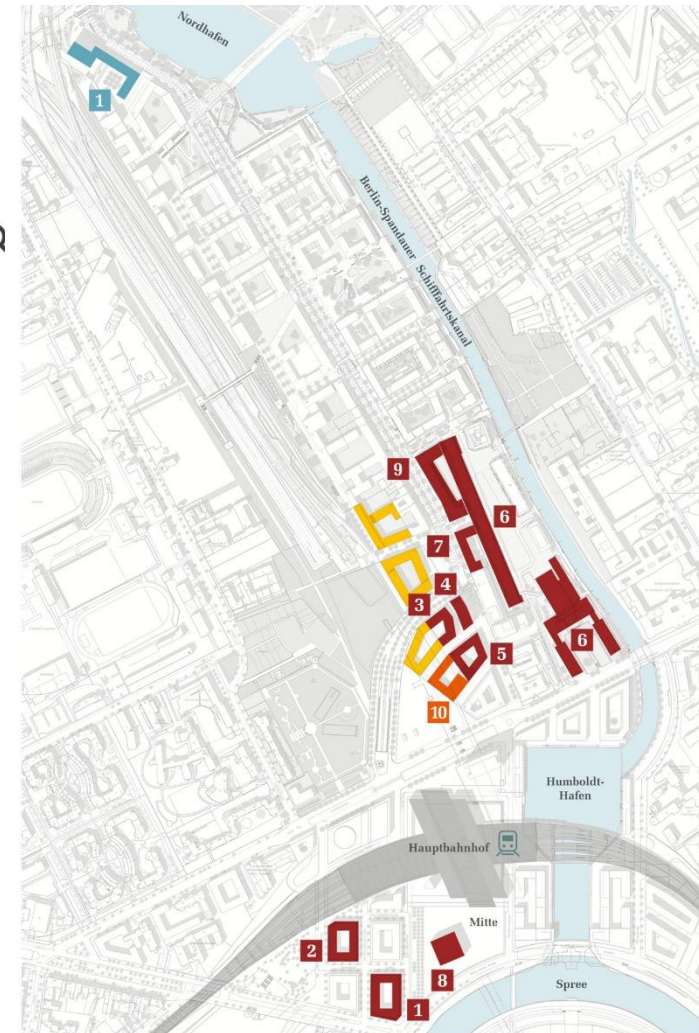 Nordhafen
1
Berlin-Spandauer Schifffahrtskanal
9
6
7
4
3
5
6
10
Humboldt-
Hafen
Hauptbahnhof
Mitte
2
8
1
Spree